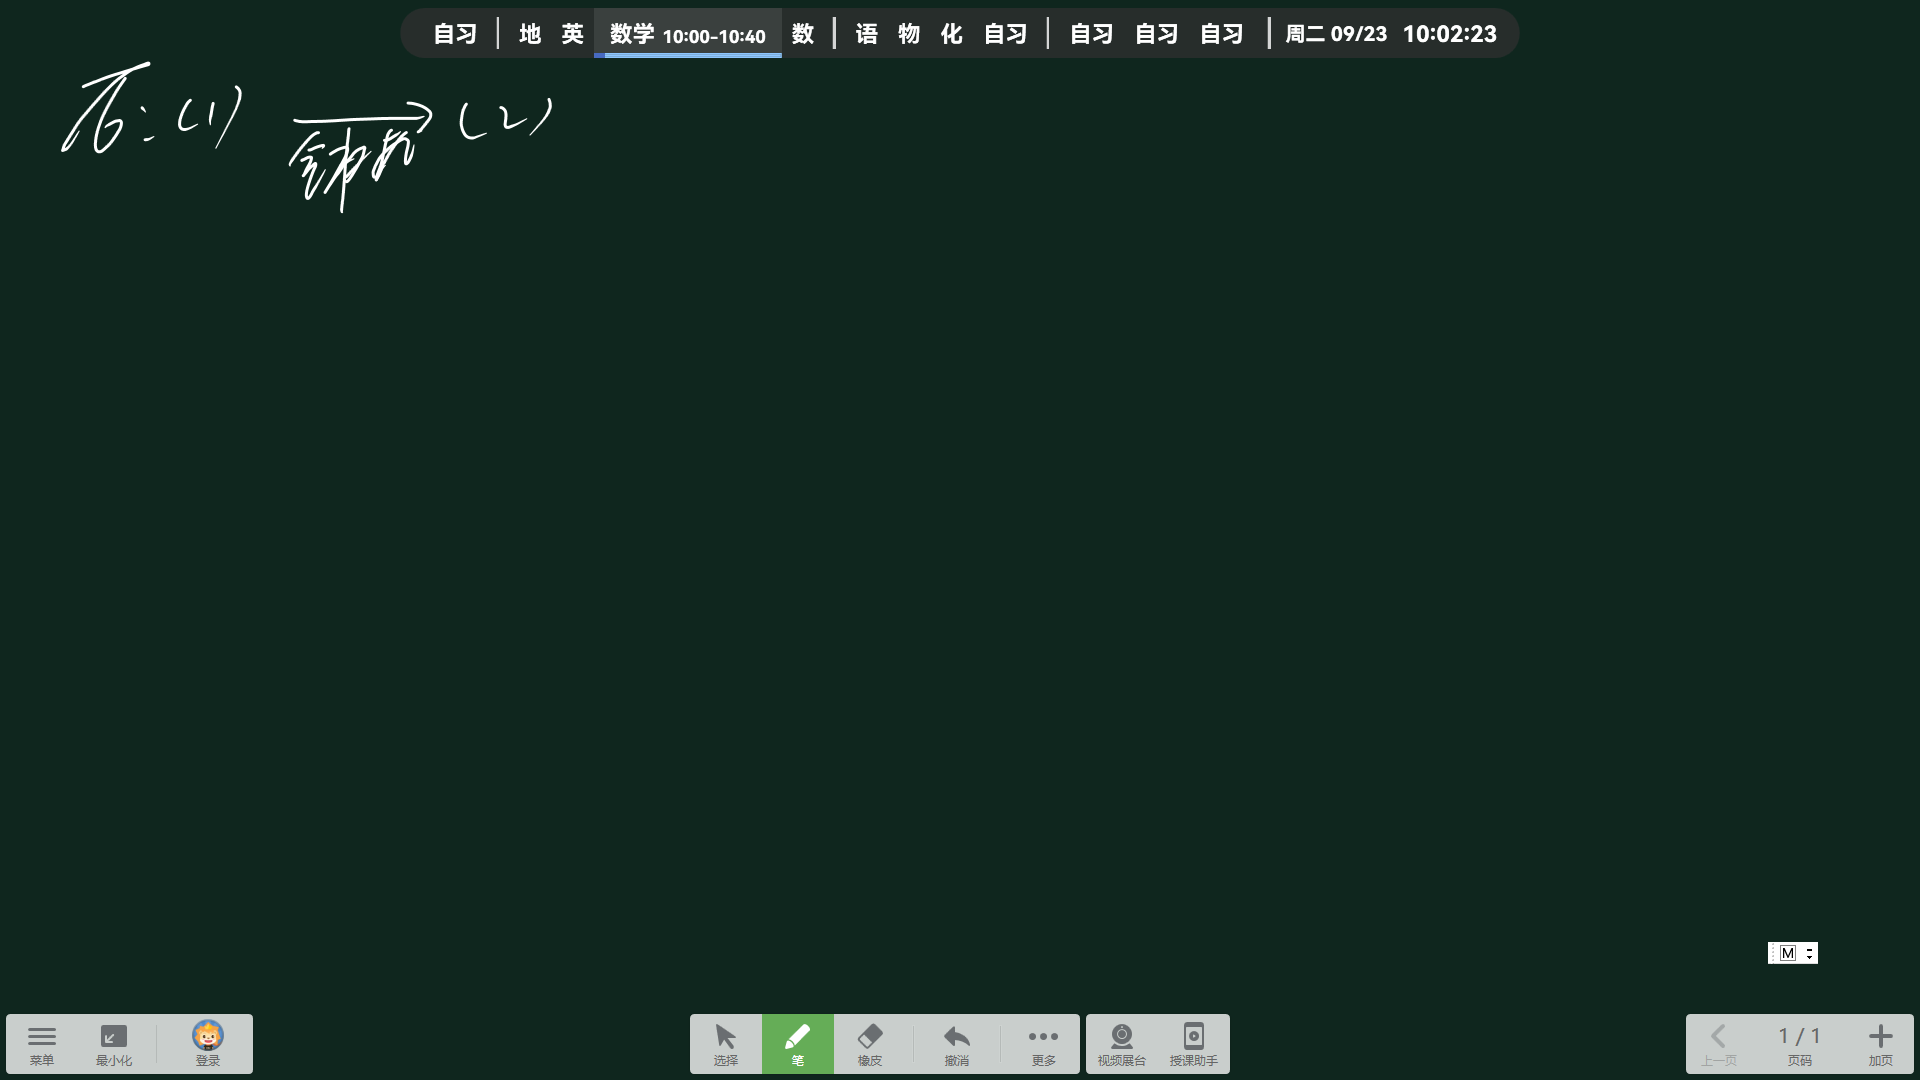 自习 | 地 英 数学 10:00-10:40 数 | 语 物 化 自习 | 自习 自习 自习 | 周二 09/23 10:02:23
:(1) (2)
M
菜单 最小化 登录 选择 笔 橡皮 撤消 更多 视频展台 授课助手 上一页 1 / 1 页码 加页